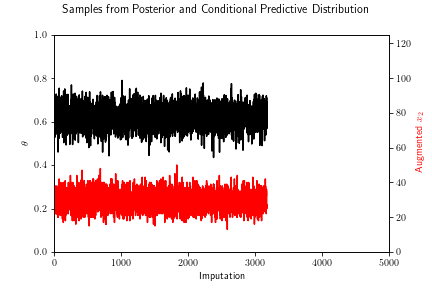 Samples from Posterior and Conditional Predictive Distribution
1.0
0.8
0.6
0.4
0.2
0.0
θ
120
100
80
60
40
20
0
Augmented x₂
0 1000 2000 3000 4000 5000
Imputation